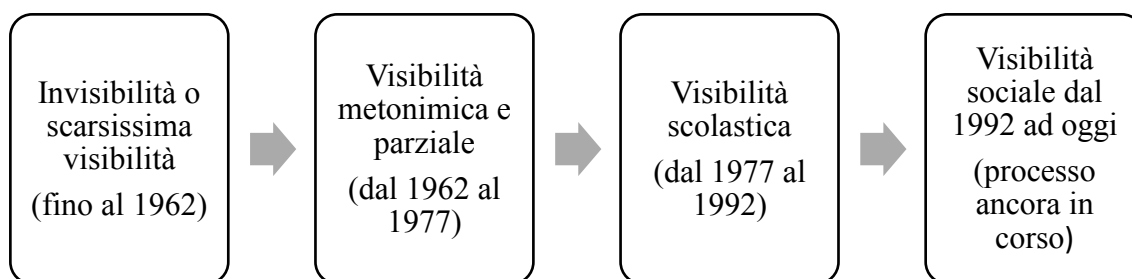 Invisibilità o
scarsissima
visibilità
(fino al 1962)
Visibilità
metonimica e
parziale
(dal 1962 al
1977)
Visibilità
scolastica
(dal 1977 al
1992)
Visibilità
sociale dal
1992 ad oggi
(processo
ancora in
corso)